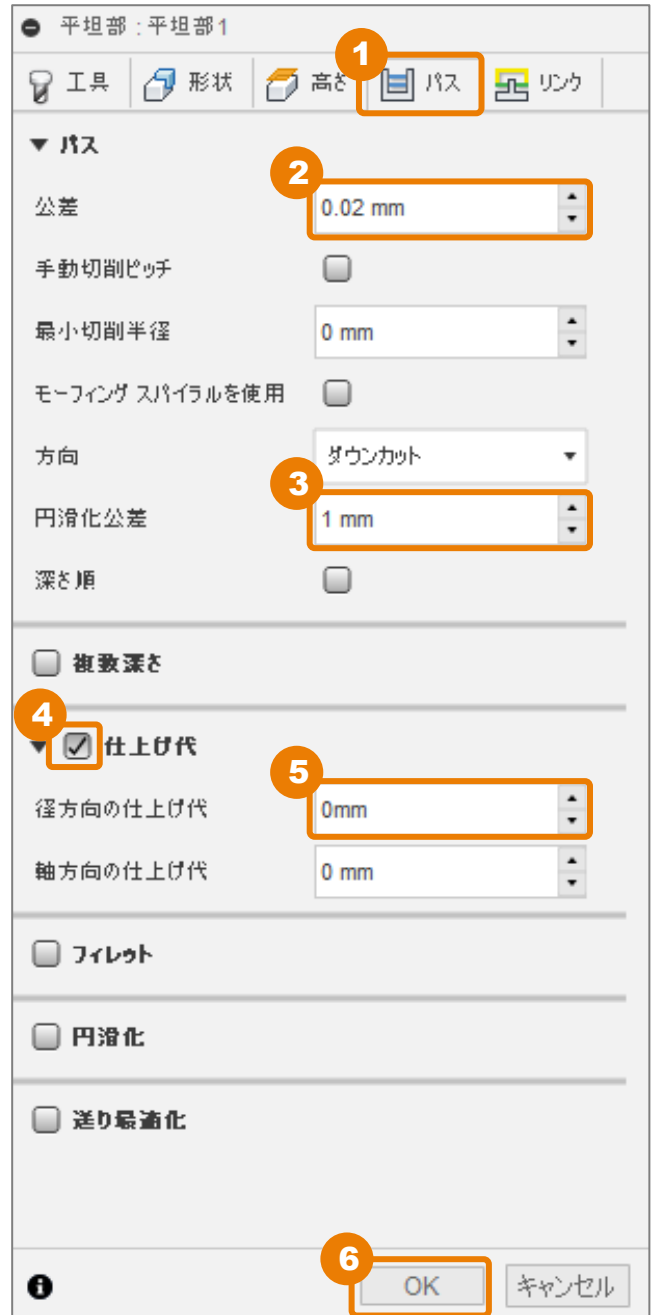 平坦部 : 平坦部1
1
工具 形状 高さ パス リンク
▼ パス
2
公差 0.02 mm
手動切削ピッチ
最小切削半径 0 mm
モーフィング スパイラルを使用
方向 ダウンカット
3
円滑化公差 1 mm
深さ順
複数深さ
4
▼ 仕上げ代
5
径方向の仕上げ代 0mm
軸方向の仕上げ代 0 mm
フィレット
円滑化
送り最適化
6
OK キャンセル